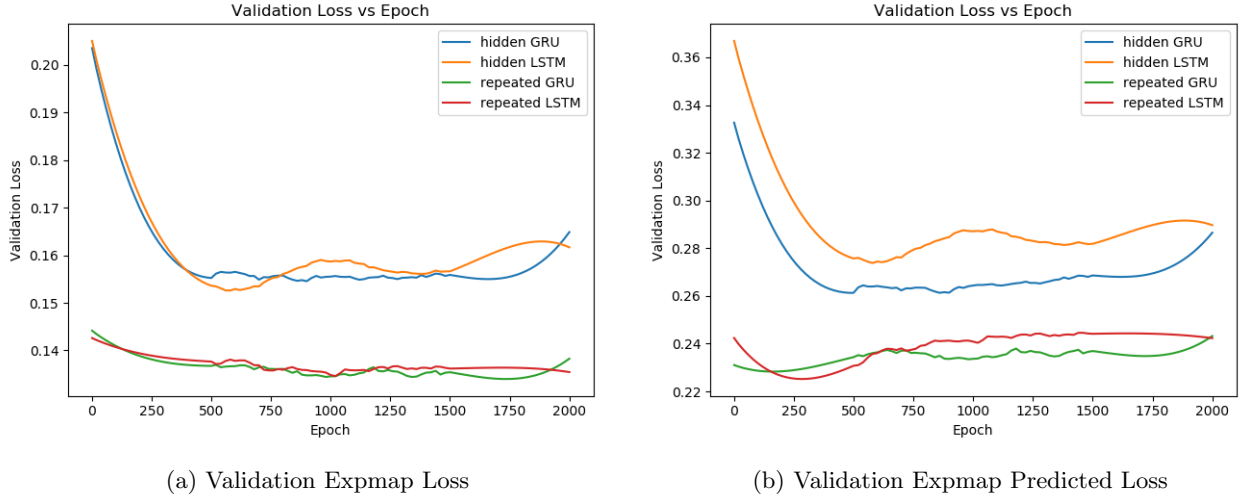 Validation Loss vs Epoch
hidden GRU
hidden LSTM
repeated GRU
repeated LSTM
0.20
0.19
0.18
0.17
0.16
0.15
0.14
Validation Loss
0 250 500 750 1000 1250 1500 1750 2000
Epoch
(a) Validation Expmap Loss
Validation Loss vs Epoch
hidden GRU
hidden LSTM
repeated GRU
repeated LSTM
0.36
0.34
0.32
0.30
0.28
0.26
0.24
0.22
Validation Loss
0 250 500 750 1000 1250 1500 1750 2000
Epoch
(b) Validation Expmap Predicted Loss